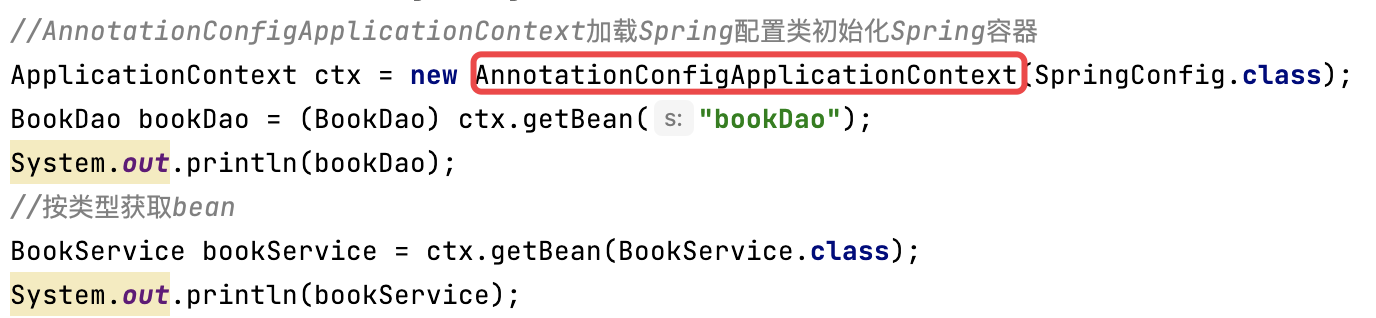 //AnnotationConfigApplicationContext加载Spring配置类初始化Spring容器
ApplicationContext ctx = new AnnotationConfigApplicationContext(SpringConfig.class);
BookDao bookDao = (BookDao) ctx.getBean( s: "bookDao");
System.out.println(bookDao);
//按类型获取bean
BookService bookService = ctx.getBean(BookService.class);
System.out.println(bookService);